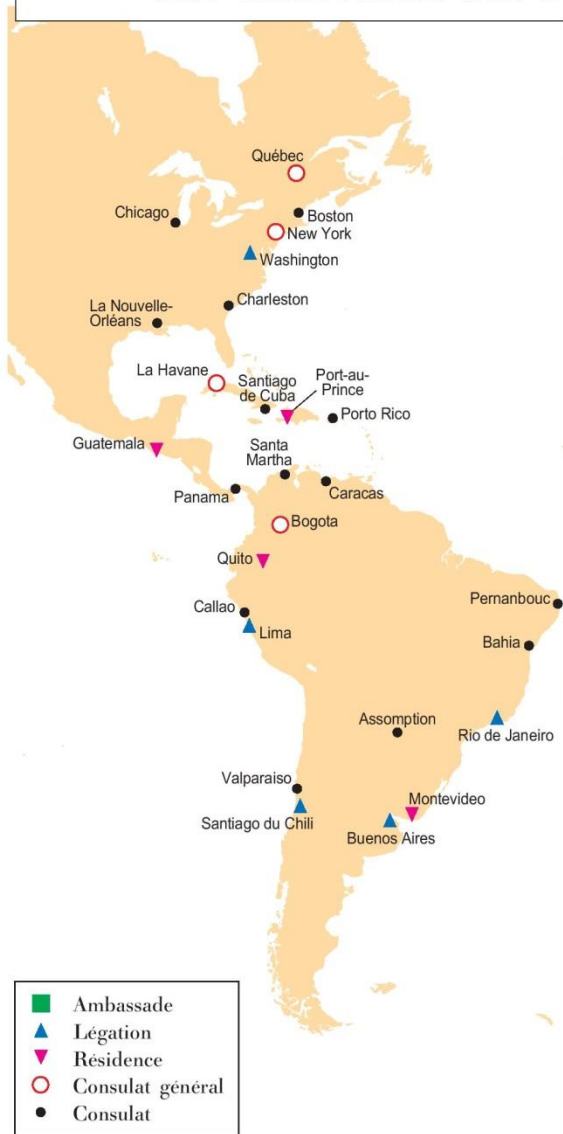 Québec
Boston
Chicago
New York
Washington
Charleston
La Nouvelle-
Orléans
La Havane
Santiago
de Cuba
Port-au-
Prince
Porto Rico
Guatemala
Santa
Martha
Panama
Caracas
Bogota
Quito
Callao
Lima
Pernanbouc
Bahia
Assomption
Rio de Janeiro
Valparaiso
Santiago du Chili
Montevideo
Buenos Aires
Ambassade
Légation
Résidence
Consulat général
Consulat